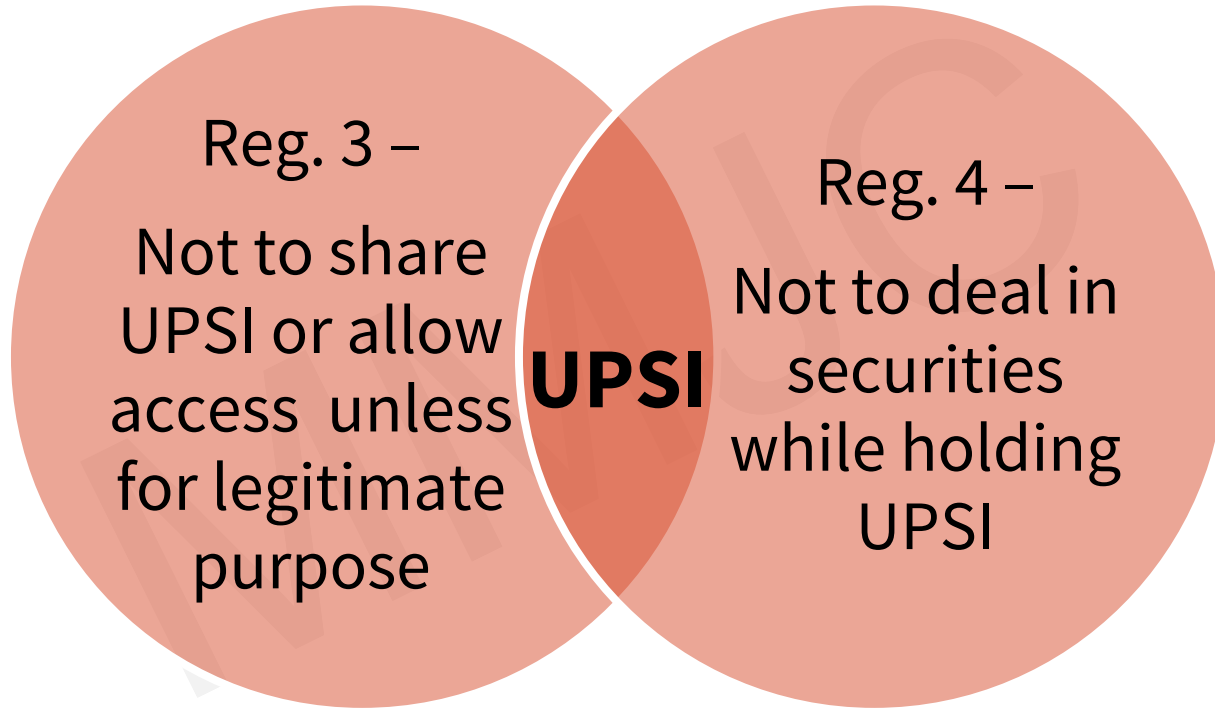 Reg. 3 –
Not to share
UPSI or allow
access  unless
for legitimate
purpose
UPSI
Reg. 4 –
Not to deal in
securities
while holding
UPSI
MMJC